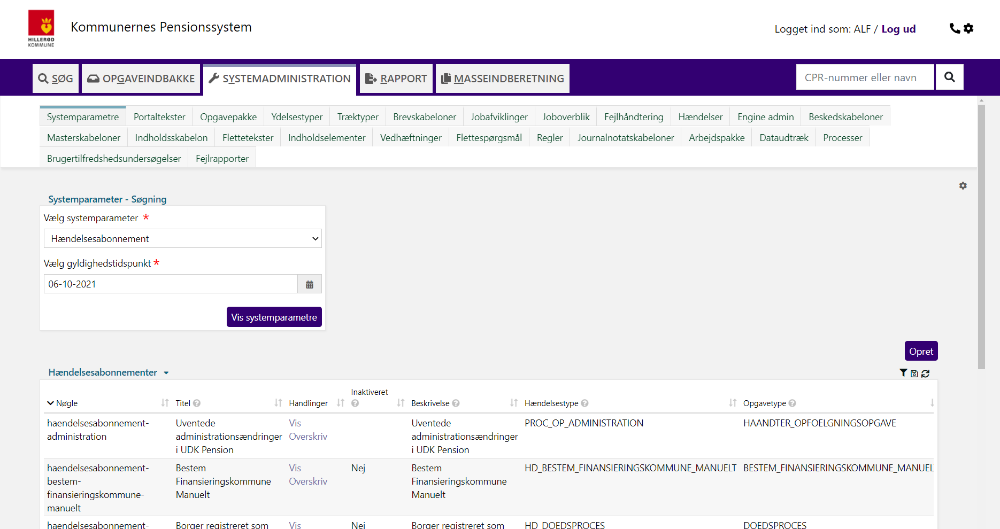 HILLERØD
KOMMUNE
Kommunernes Pensionssystem
Logget ind som: ALF / Log ud
SØG
OPGAVEINDBAKKE
SYSTEMADMINISTRATION
RAPPORT
MASSEINDBERETNING
CPR-nummer eller navn
Systemparametre Portaltekster Opgavepakke Ydelsestyper Træktyper Brevskabeloner Jobafviklinger Joboverblik Fejlhåndtering Hændelser Engine admin Beskedskabeloner
Masterskabeloner Indholdsskabelon Flettetekster Indholdselementer Vedhæftninger Flettespørgsmål Regler Journalnotatskabeloner Arbejdspakke Dataudtræk Processer
Brugertilfredshedsundersøgelser Fejlrapporter
Systemparameter - Søgning
Vælg systemparameter *
Hændelsesabonnement
Vælg gyldighedstidspunkt *
06-10-2021
Vis systemparametre
Opret
Hændelsesabonnementer
Nøgle Titel Handlinger Inaktiveret Beskrivelse Hændelsestype Opgavetype
haendelsesabonnement-
administration
Uventede
administrationsændringer
i UDK Pension
Vis
Overskriv
Uventede
administrationsændringer
i UDK Pension
PROC_OP_ADMINISTRATION
HAANDTER_OPFOELGNINGSOPGAVE
haendelsesabonnement-
bestem-
finansieringskommune-
manuelt
Bestem
Finansieringskommune
Manuelt
Vis
Overskriv
Nej
Bestem
Finansieringskommune
Manuelt
HD_BESTEM_FINANSIERINGSKOMMUNE_MANUELT
BESTEM_FINANSIERINGSKOMMUNE_MANUEL
haendelsesabonnement-
Borger registreret som
Vis
Nej
Borger registreret som
HD_DOEDSPROCES
DOEDSPROCES